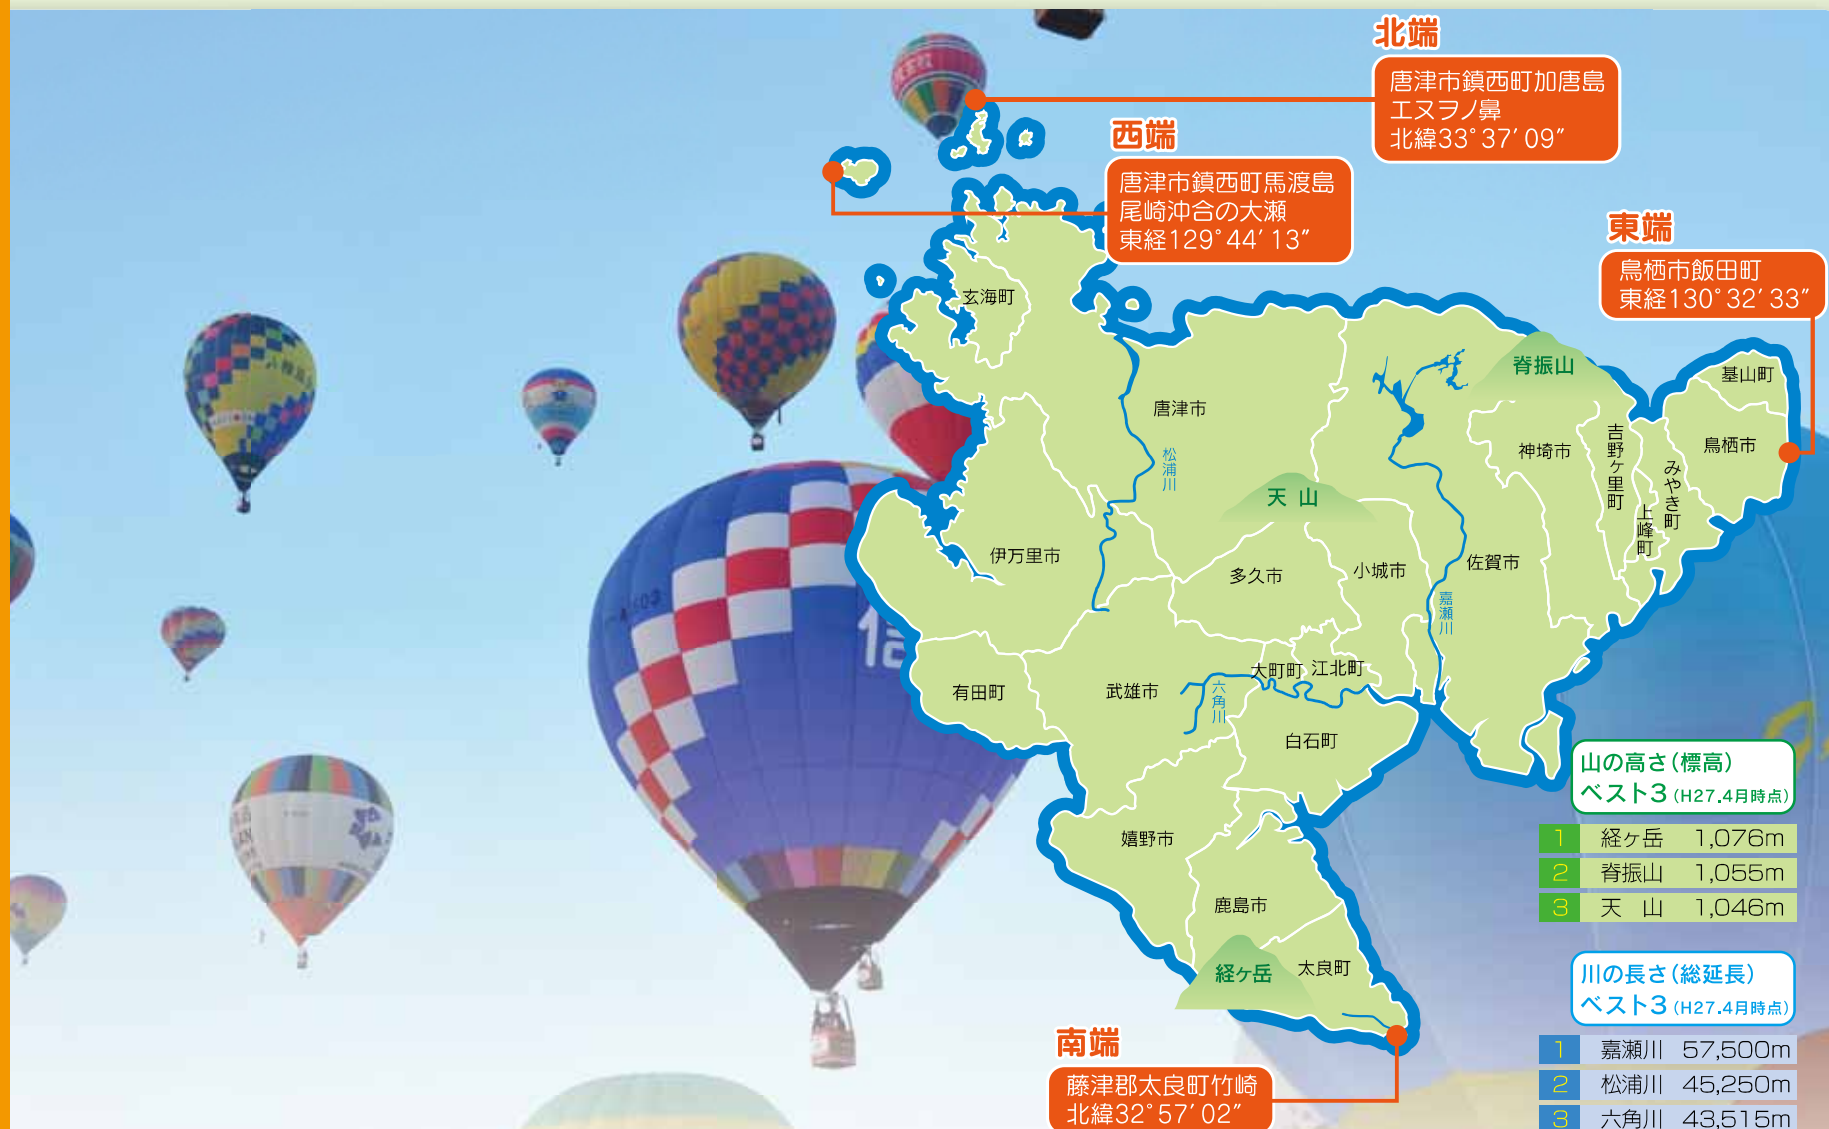 北端
唐津市鎮西町加唐島
エヌヲノ鼻
北緯33°37′09″
西端
唐津市鎮西町馬渡島
尾崎沖合の大瀬
東経129°44′13″
東端
鳥栖市飯田町
東経130°32′33″
玄海町
脊振山
基山町
唐津市
鳥栖市
神埼市
吉野ヶ里町
みやき町
上峰町
松浦川
天 山
伊万里市
多久市
小城市
佐賀市
嘉瀬川
大町町
江北町
有田町
武雄市
六角川
白石町
嬉野市
鹿島市
経ヶ岳
太良町
南端
藤津郡太良町竹崎
北緯32°57′02″
山の高さ(標高)
ベスト3 (H27.4月時点)
1 経ヶ岳 1,076m
2 脊振山 1,055m
3 天 山 1,046m
川の長さ(総延長)
ベスト3 (H27.4月時点)
1 嘉瀬川 57,500m
2 松浦川 45,250m
3 六角川 43,515m